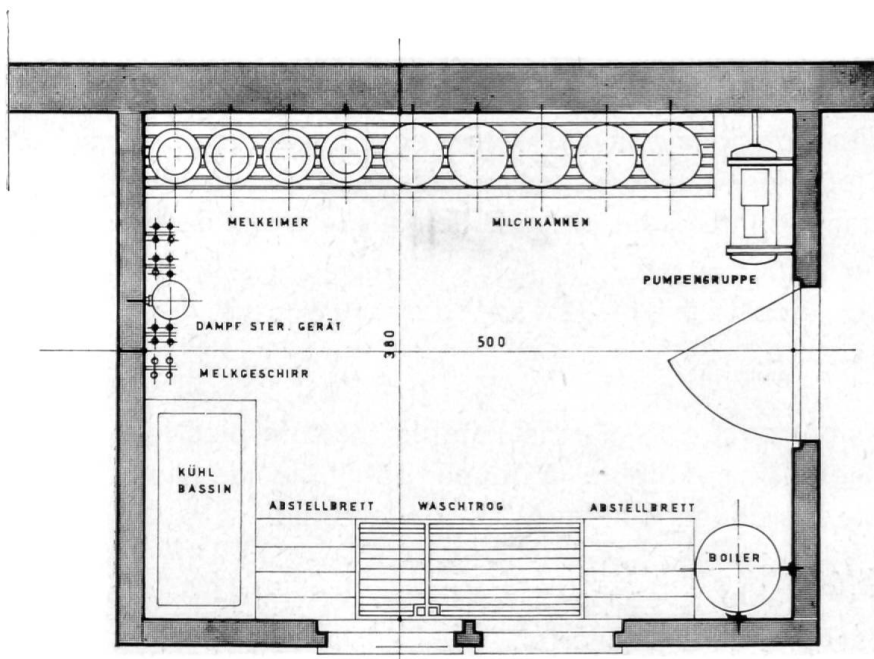 MELKEIMER
MILCHKANNEN
PUMPENGRUPPE
DAMPF STER. GERÄT
380
500
MELKGESCHIRR
KÜHL
BASSIN
ABSTELLBRETT
WASCHTROG
ABSTELLBRETT
BOILER